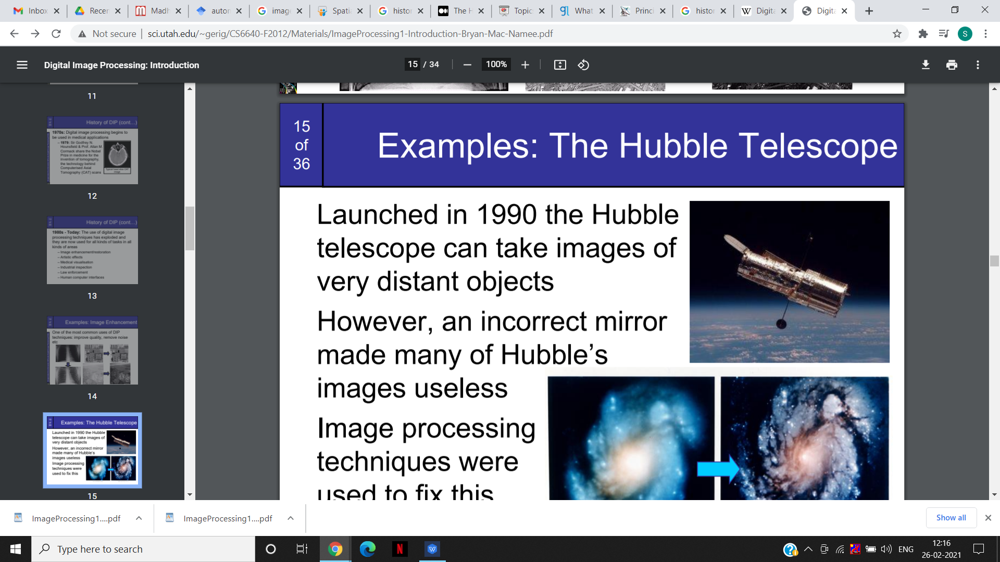 Inbox
Recen
Madh
auton
image
Spatia
histor
The H
Topic
What
Princi
histor
Digita
Digita
Not secure
sci.utah.edu/~gerig/CS6640-F2012/Materials/ImageProcessing1-Introduction-Bryan-Mac-Namee.pdf
S
Digital Image Processing: Introduction
15 / 34
100%
11
History of DIP (cont...)
1970s: Digital image processing begins to
be used in medical applications
– 1979: Sir Godfrey N.
Hounsfield & Prof. Allan M.
Cormack share the Nobel
Prize in medicine for the
invention of tomography,
the technology behind
Computerised Axial
Tomography (CAT) scans
12
History of DIP (cont...)
1980s - Today: The use of digital image
processing techniques has exploded and
they are now used for all kinds of tasks in all
kinds of areas
– Image enhancement/restoration
– Artistic effects
– Medical visualisation
– Industrial inspection
– Law enforcement
– Human computer interfaces
13
Examples: Image Enhancement
One of the most common uses of DIP
techniques: improve quality, remove noise
etc
14
Examples: The Hubble Telescope
Launched in 1990 the Hubble
telescope can take images of
very distant objects
However, an incorrect mirror
made many of Hubble's
images useless
Image processing
techniques were
used to fix this
15
15
of
36
Examples: The Hubble Telescope
Launched in 1990 the Hubble
telescope can take images of
very distant objects
However, an incorrect mirror
made many of Hubble’s
images useless
Image processing
techniques were
used to fix this
ImageProcessing1....pdf
ImageProcessing1....pdf
Show all
Type here to search
ENG
12:16
26-02-2021